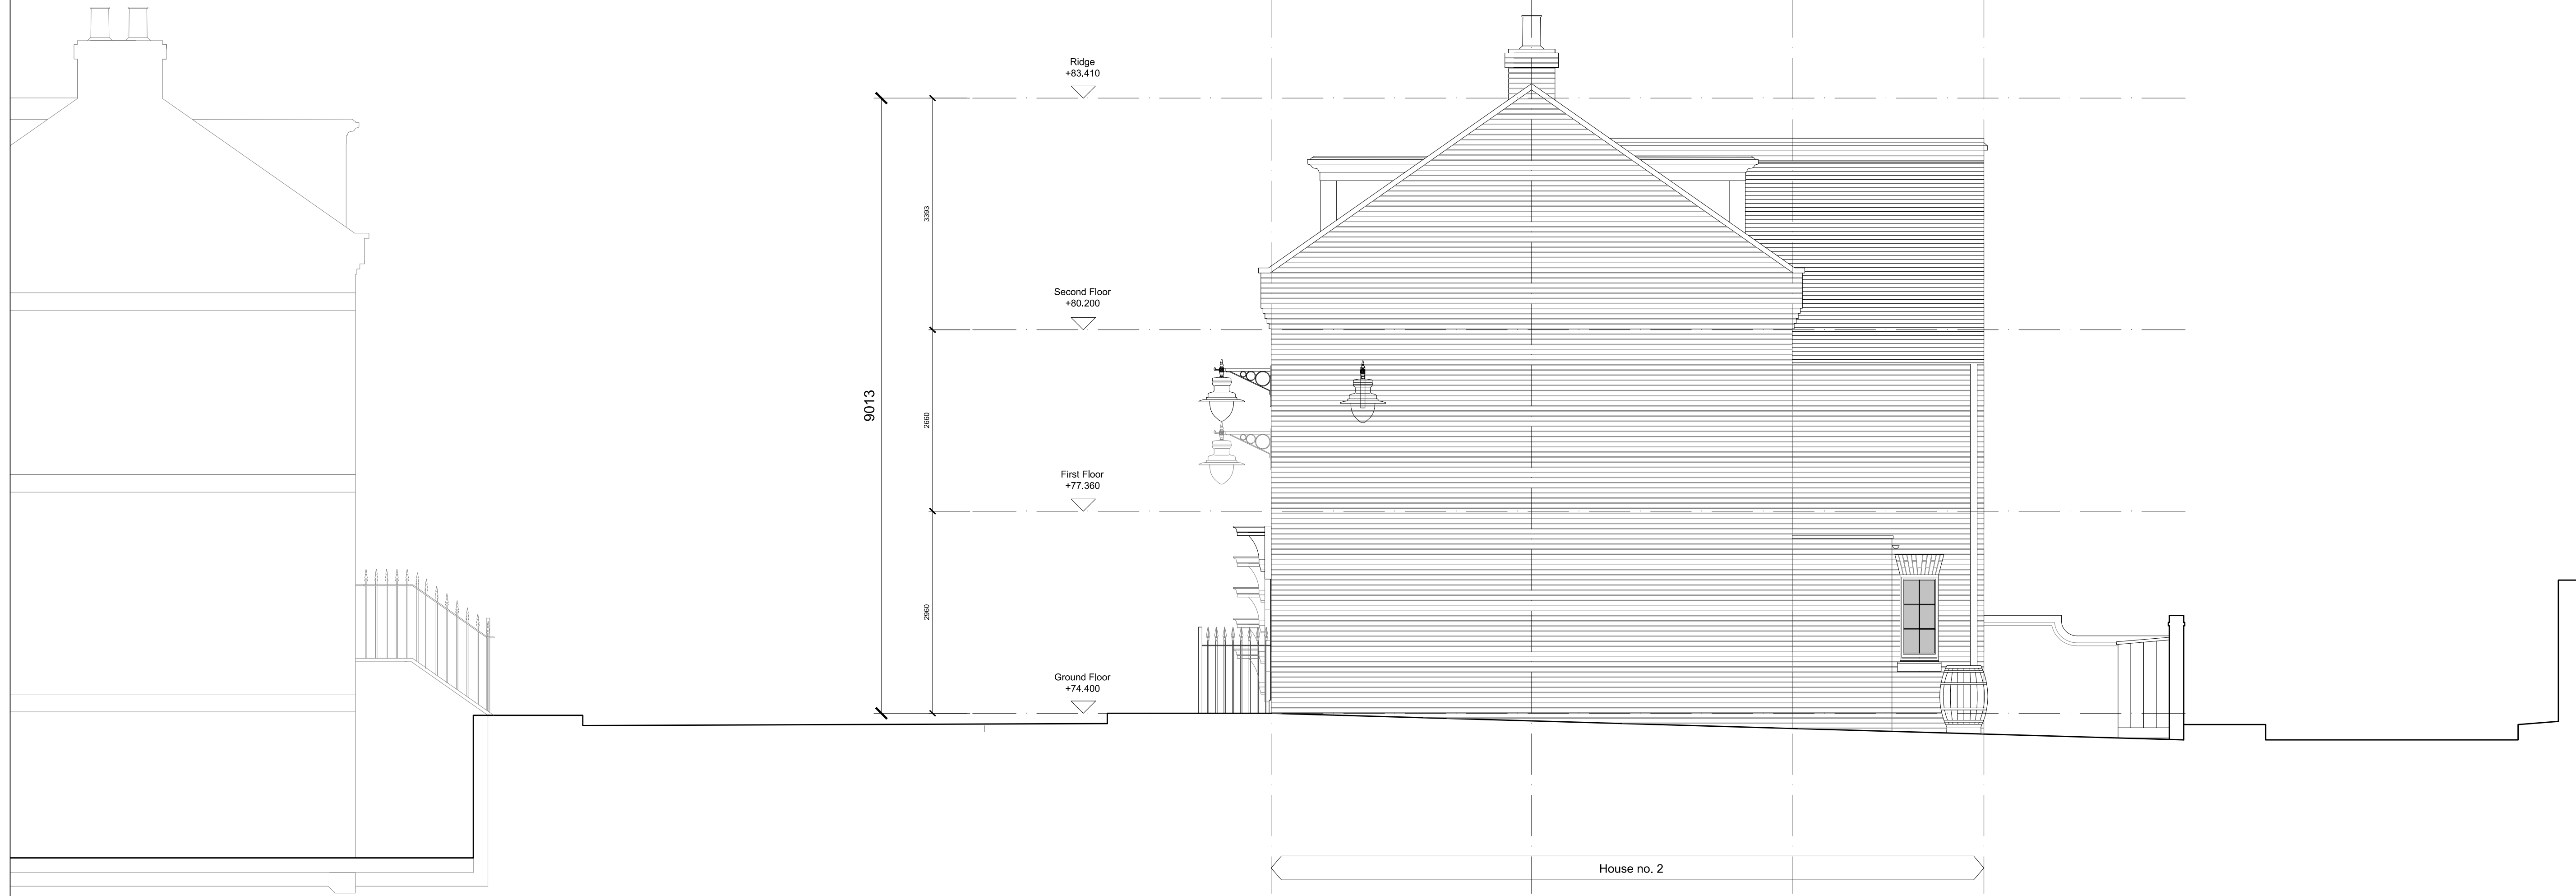 Ridge
+83.410
3393
Second Floor
+80.200
9013
2660
First Floor
+77.360
2960
Ground Floor
+74.400
House no. 2